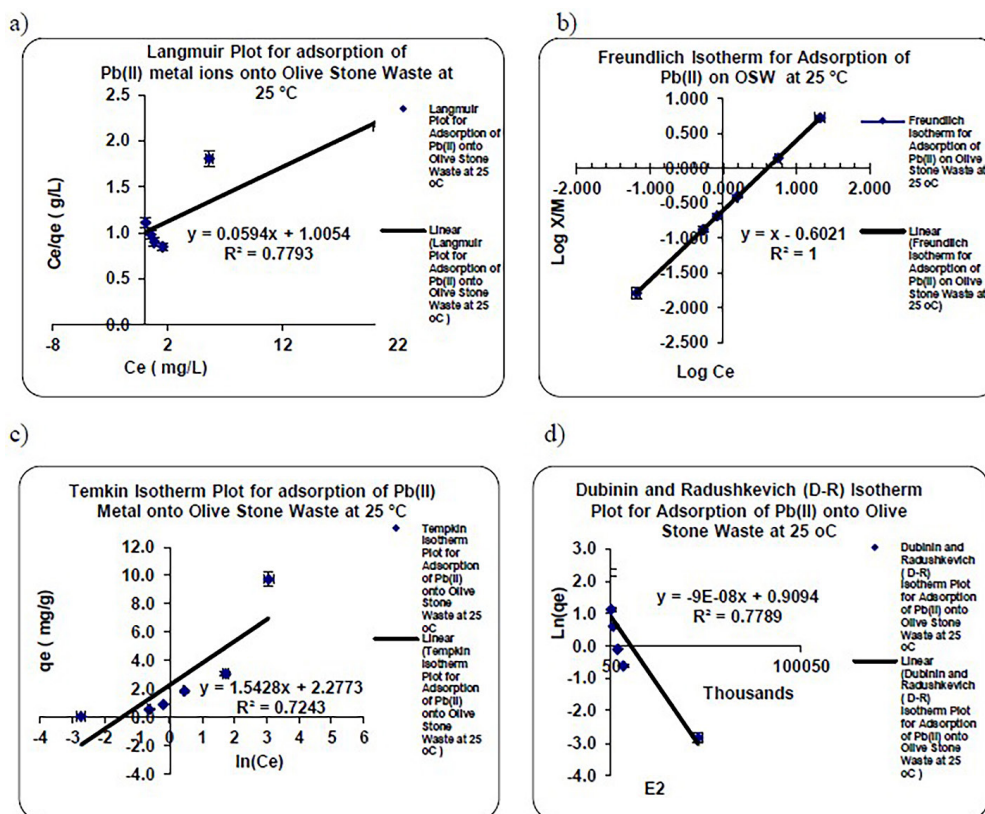 a)
Langmuir Plot for adsorption of
Pb(II) metal ions onto Olive Stone Waste at
25 °C
2.5
2.0
1.5
1.0
0.5
0.0
-8
2
12
22
Ce/qe ( g/L)
Ce ( mg/L)
y = 0.0594x + 1.0054
R² = 0.7793
Langmuir
Plot for
Adsorption of
Pb(II) onto
Olive Stone
Waste at 25
oC
Linear
(Langmuir
Plot for
Adsorption of
Pb(II) onto
Olive Stone
Waste at 25
oC )
b)
Freundlich Isotherm for Adsorption of
Pb(II) on OSW at 25 °C
1.000
0.500
0.000
-0.500
-1.000
-1.500
-2.000
-2.500
-2.000
-1.000
0.000
1.000
2.000
Log X/M
Log Ce
y = x - 0.6021
R² = 1
Freundlich
Isotherm for
Adsorption of
Pb(II) on Olive
Stone Waste at
25 oC
Linear
(Freundlich
Isotherm for
Adsorption of
Pb(II) on Olive
Stone Waste at
25 oC)
c)
Temkin Isotherm Plot for adsorption of Pb(II)
Metal onto Olive Stone Waste at 25 °C
12.0
10.0
8.0
6.0
4.0
2.0
0.0
-2.0
-4.0
-4
-3
-2
-1
0
1
2
3
4
5
6
qe ( mg/g)
ln(Ce)
y = 1.5428x + 2.2773
R² = 0.7243
Tempkin
Isotherm
Plot for
Adsorption
of Pb(II)
onto Olive
Stone
Waste at 25
oC
Linear
(Temkin
Isotherm
Plot for
Adsorption
of Pb(II)
onto Olive
Stone
Waste at 25
oC )
d)
Dubinin and Radushkevich (D-R) Isotherm
Plot for Adsorption of Pb(II) onto Olive
Stone Waste at 25 oC
3.0
2.0
1.0
0.0
-1.0
-2.0
-3.0
-4.0
50
100050
Thousands
Ln(qe)
E2
y = -9E-08x + 0.9094
R² = 0.7789
Dubinin and
Radushkevich
( D-R)
Isotherm Plot
for Adsorption
of Pb(II) onto
Olive Stone
Waste at 25
oC
Linear
(Dubinin and
Radushkevich
( D-R)
Isotherm Plot
for Adsorption
of Pb(II) onto
Olive Stone
Waste at 25
oC )